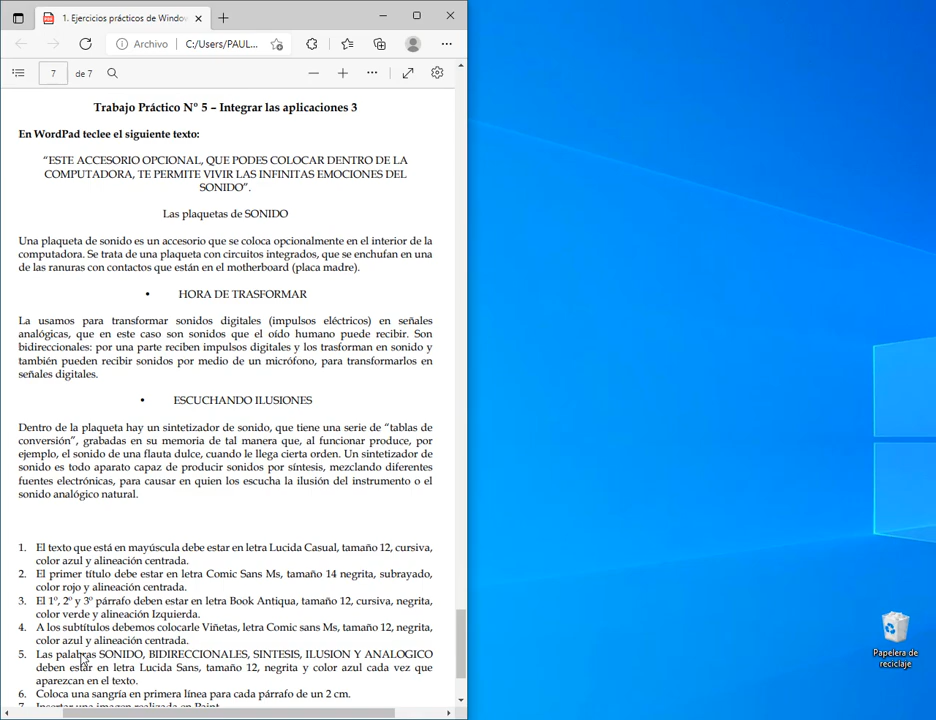 1. Ejercicios prácticos de Window
Archivo
C:/Users/PAUL...
7
de 7
Trabajo Práctico Nº 5 – Integrar las aplicaciones 3
En WordPad teclee el siguiente texto:
“ESTE ACCESORIO OPCIONAL, QUE PODES COLOCAR DENTRO DE LA
COMPUTADORA, TE PERMITE VIVIR LAS INFINITAS EMOCIONES DEL
SONIDO”.
Las plaquetas de SONIDO
Una plaqueta de sonido es un accesorio que se coloca opcionalmente en el interior de la
computadora. Se trata de una plaqueta con circuitos integrados, que se enchufan en una
de las ranuras con contactos que están en el motherboard (placa madre).
• HORA DE TRASFORMAR
La usamos para transformar sonidos digitales (impulsos eléctricos) en señales
analógicas, que en este caso son sonidos que el oído humano puede recibir. Son
bidireccionales: por una parte reciben impulsos digitales y los trasforman en sonido y
también pueden recibir sonidos por medio de un micrófono, para transformarlos en
señales digitales.
• ESCUCHANDO ILUSIONES
Dentro de la plaqueta hay un sintetizador de sonido, que tiene una serie de “tablas de
conversión”, grabadas en su memoria de tal manera que, al funcionar produce, por
ejemplo, el sonido de una flauta dulce, cuando le llega cierta orden. Un sintetizador de
sonido es todo aparato capaz de producir sonidos por síntesis, mezclando diferentes
fuentes electrónicas, para causar en quien los escucha la ilusión del instrumento o el
sonido analógico natural.
1. El texto que está en mayúscula debe estar en letra Lucida Casual, tamaño 12, cursiva,
color azul y alineación centrada.
2. El primer título debe estar en letra Comic Sans Ms, tamaño 14 negrita, subrayado,
color rojo y alineación centrada.
3. El 1º, 2º y 3º párrafo deben estar en letra Book Antiqua, tamaño 12, cursiva, negrita,
color verde y alineación Izquierda.
4. A los subtítulos debemos colocarle Viñetas, letra Comic sans Ms, tamaño 12, negrita,
color azul y alineación centrada.
5. Las palabras SONIDO, BIDIRECCIONALES, SINTESIS, ILUSION Y ANALOGICO
deben estar en letra Lucida Sans, tamaño 12, negrita y color azul cada vez que
aparezcan en el texto.
6. Coloca una sangría en primera línea para cada párrafo de un 2 cm.
7. Insertar una imagen realizada en Paint
Papelera de
reciclaje